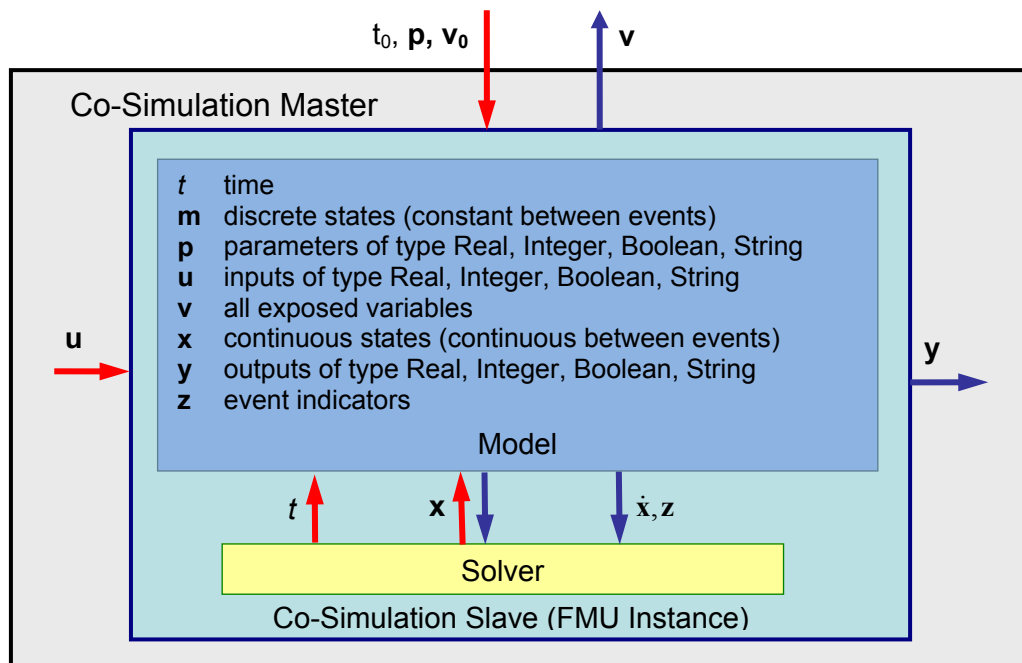 t0, p, v0
v
Co-Simulation Master
t time
m discrete states (constant between events)
p parameters of type Real, Integer, Boolean, String
u inputs of type Real, Integer, Boolean, String
v all exposed variables
x continuous states (continuous between events)
y outputs of type Real, Integer, Boolean, String
z event indicators
u
y
Model
t
x
ẋ, z
Solver
Co-Simulation Slave (FMU Instance)